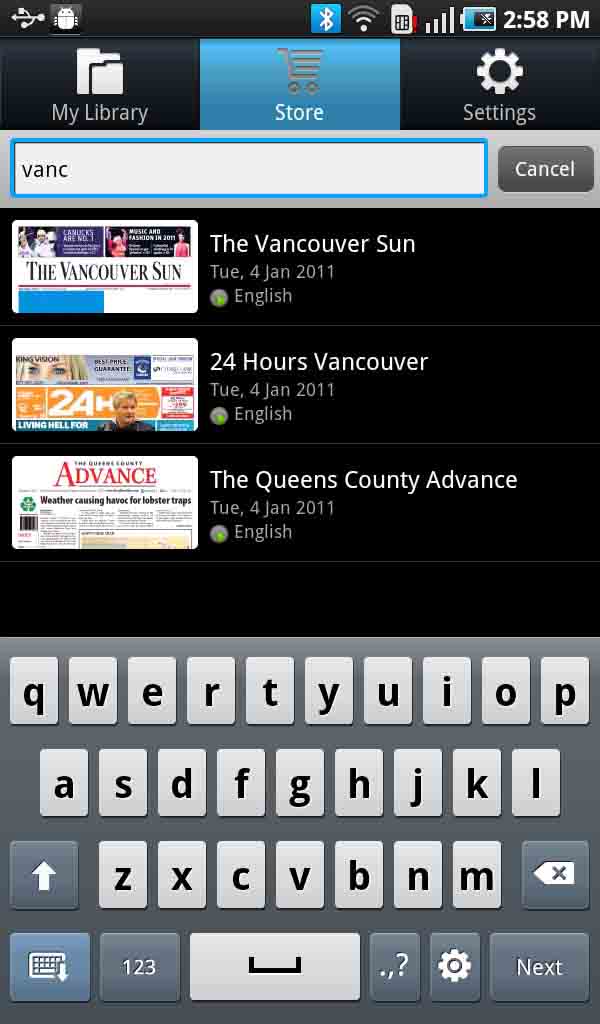 2:58 PM
My Library
Store
Settings
vanc
Cancel
CANUCKS
ARE NO. 1
MUSIC AND
FASHION IN 2011
THE VANCOUVER SUN
The Vancouver Sun
Tue, 4 Jan 2011
English
KING VISION
BEST PRICE
GUARANTEE
24H
LIVING HELL FOR
24 Hours Vancouver
Tue, 4 Jan 2011
English
THE QUEENS COUNTY
ADVANCE
Weather causing havoc for lobster traps
The Queens County Advance
Tue, 4 Jan 2011
English
q w e r t y u i o p
a s d f g h j k l
z x c v b n m
123
.,?
Next